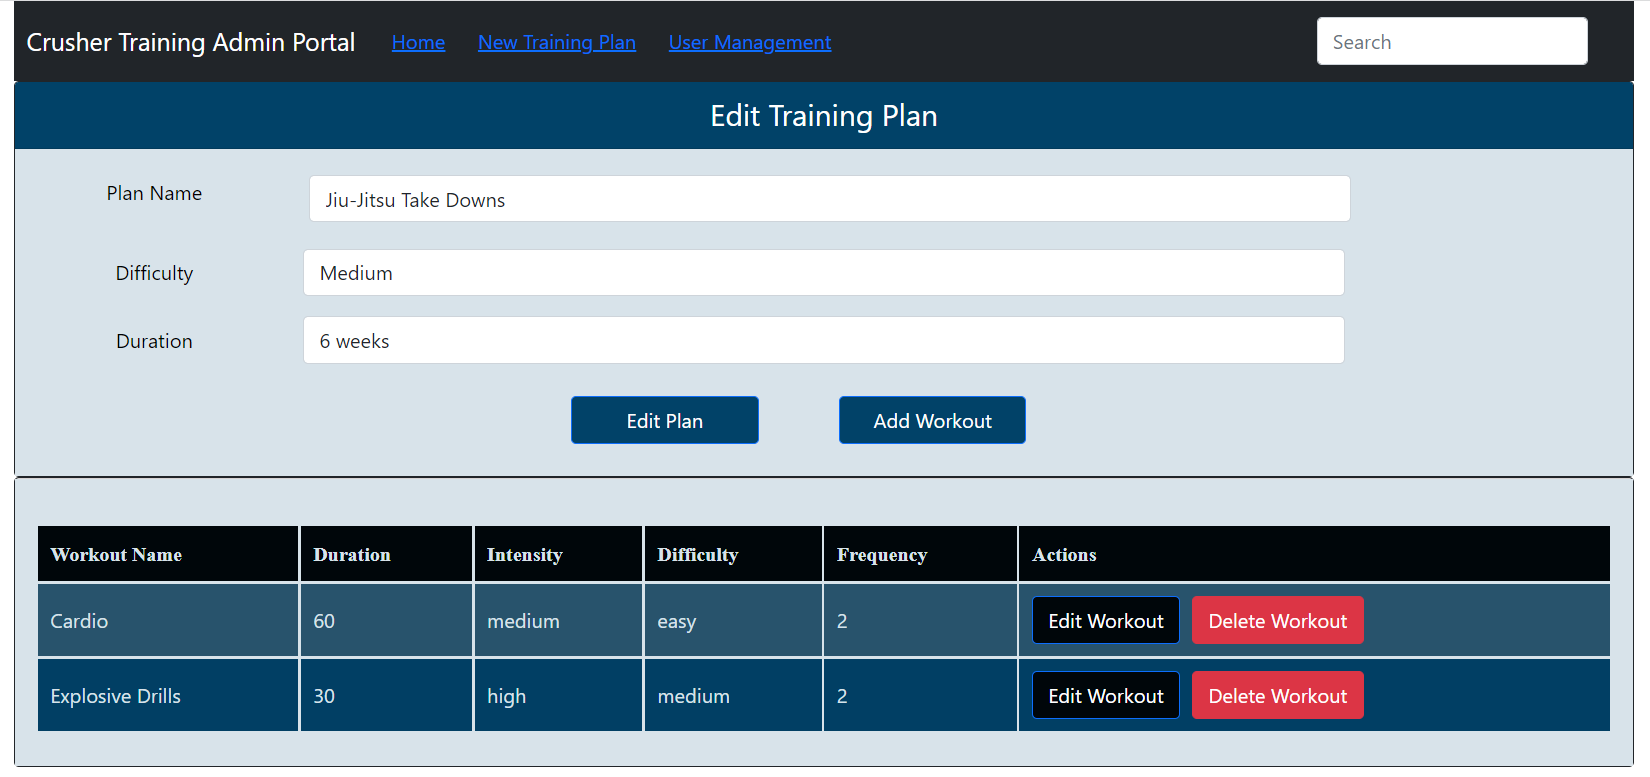 Crusher Training Admin Portal Home New Training Plan User Management Search
Edit Training Plan
Plan Name Jiu-Jitsu Take Downs
Difficulty Medium
Duration 6 weeks
Edit Plan Add Workout
Workout Name Duration Intensity Difficulty Frequency Actions
Cardio 60 medium easy 2 Edit Workout Delete Workout
Explosive Drills 30 high medium 2 Edit Workout Delete Workout